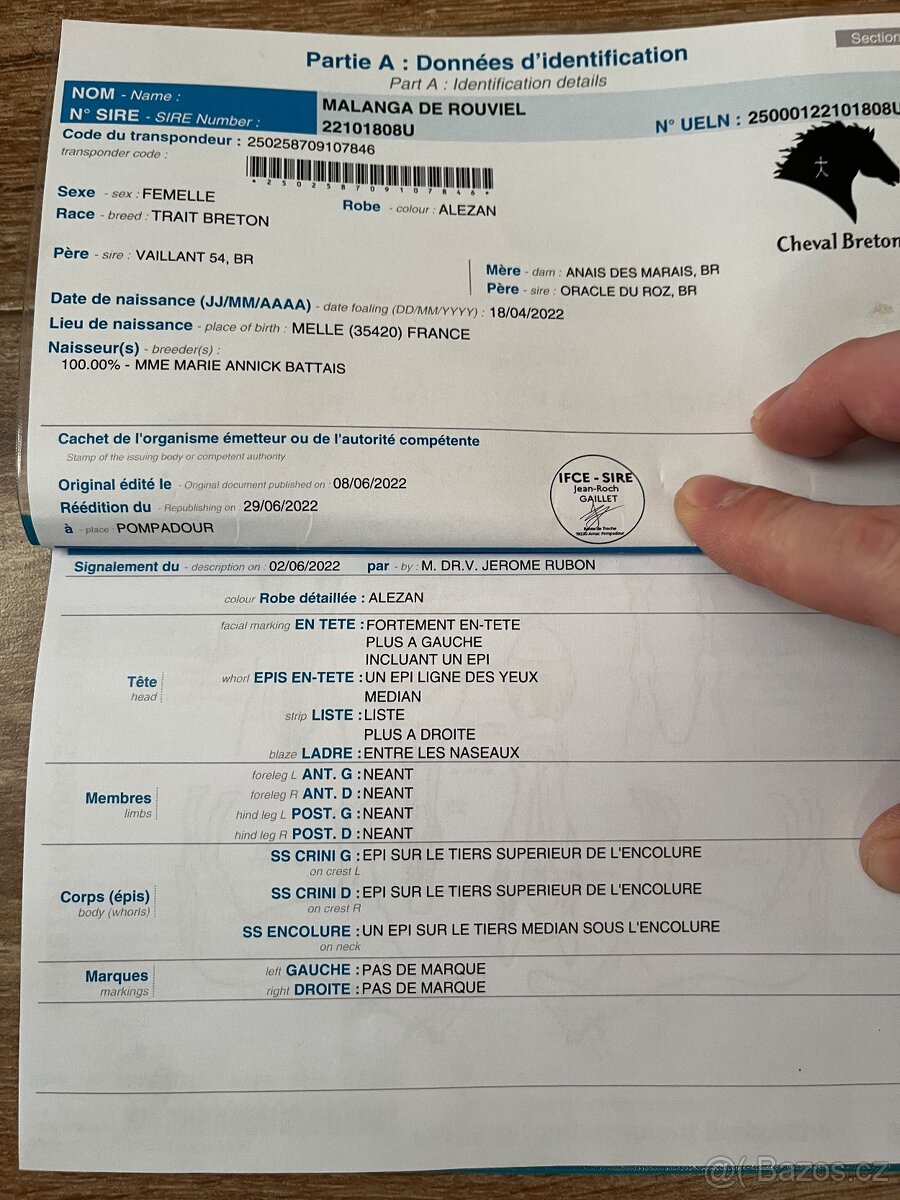 Section
Partie A : Données d'identification
Part A : Identification details
NOM - Name :
MALANGA DE ROUVIEL
N° SIRE - SIRE Number :
22101808U
N° UELN : 25000122101808U
Code du transpondeur : 250258709107846
transponder code :
*250258709107846*
Sexe - sex : FEMELLE
Robe - colour : ALEZAN
Race - breed : TRAIT BRETON
Cheval Breton
Père - sire : VAILLANT 54, BR
Mère - dam : ANAIS DES MARAIS, BR
Père - sire : ORACLE DU ROZ, BR
Date de naissance (JJ/MM/AAAA) - date foaling (DD/MM/YYYY) : 18/04/2022
Lieu de naissance - place of birth : MELLE (35420) FRANCE
Naisseur(s) - breeder(s) :
100.00% - MME MARIE ANNICK BATTAIS
Cachet de l'organisme émetteur ou de l'autorité compétente
Stamp of the issuing body or competent authority
Original édité le - Original document published on : 08/06/2022
Réédition du - Republishing on : 29/06/2022
à - place : POMPADOUR
IFCE - SIRE
Jean-Roch
GAILLET
Signalement du - description on : 02/06/2022 par - by : M. DR.V. JEROME RUBON
colour Robe détaillée : ALEZAN
Tête
head
facial marking EN TETE : FORTEMENT EN-TETE
PLUS A GAUCHE
INCLUANT UN EPI
whorl EPIS EN-TETE : UN EPI LIGNE DES YEUX
MEDIAN
strip LISTE : LISTE
PLUS A DROITE
blaze LADRE : ENTRE LES NASEAUX
Membres
limbs
foreleg L ANT. G : NEANT
foreleg R ANT. D : NEANT
hind leg L POST. G : NEANT
hind leg R POST. D : NEANT
Corps (épis)
body (whorls)
SS CRINI G : EPI SUR LE TIERS SUPERIEUR DE L'ENCOLURE
on crest L
SS CRINI D : EPI SUR LE TIERS SUPERIEUR DE L'ENCOLURE
on crest R
SS ENCOLURE : UN EPI SUR LE TIERS MEDIAN SOUS L'ENCOLURE
on neck
Marques
markings
left GAUCHE : PAS DE MARQUE
right DROITE : PAS DE MARQUE
Bazos.cz